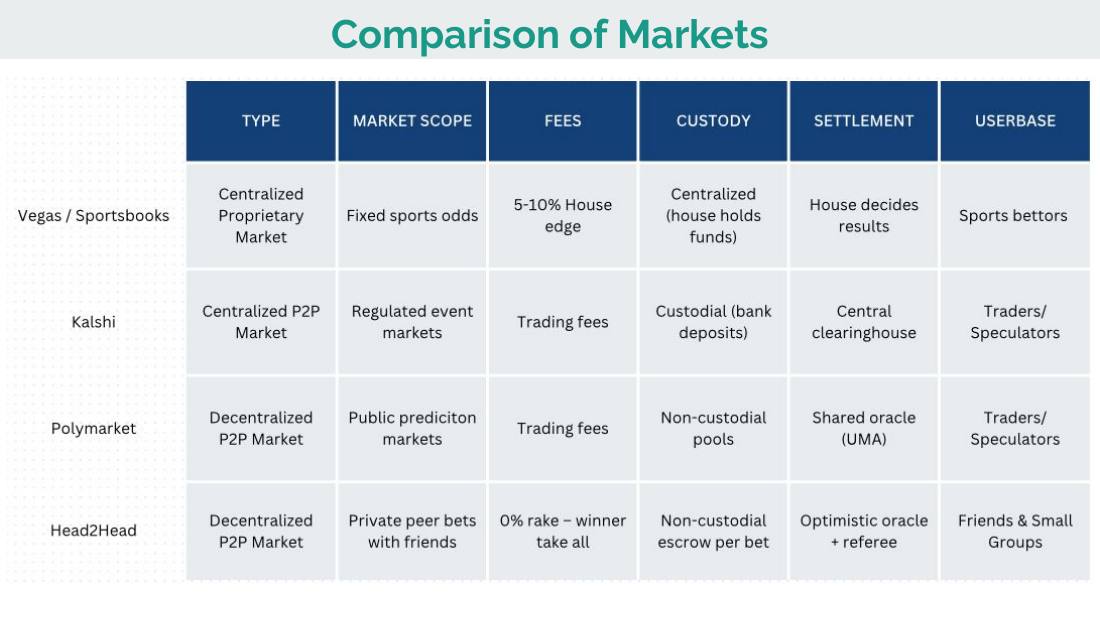 Comparison of Markets
TYPE MARKET SCOPE FEES CUSTODY SETTLEMENT USERBASE
Vegas / Sportsbooks
Centralized
Proprietary
Market
Fixed sports odds
5-10% House
edge
Centralized
(house holds
funds)
House decides
results
Sports bettors
Kalshi
Centralized P2P
Market
Regulated event
markets
Trading fees
Custodial (bank
deposits)
Central
clearinghouse
Traders/
Speculators
Polymarket
Decentralized
P2P Market
Public prediciton
markets
Trading fees
Non-custodial
pools
Shared oracle
(UMA)
Traders/
Speculators
Head2Head
Decentralized
P2P Market
Private peer bets
with friends
0% rake – winner
take all
Non-custodial
escrow per bet
Optimistic oracle
+ referee
Friends & Small
Groups